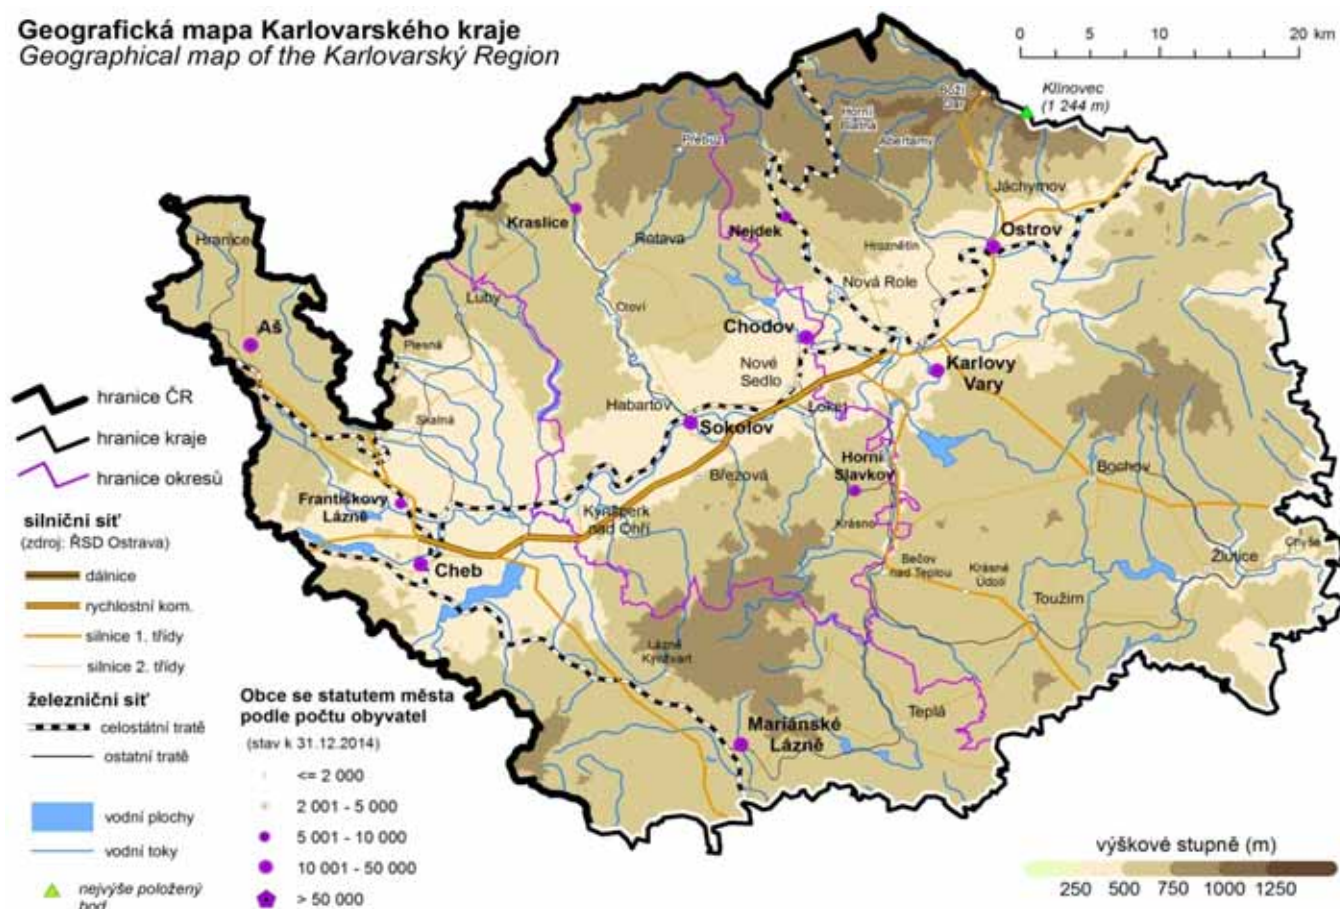 Geografická mapa Karlovarského kraje
Geographical map of the Karlovarský Region
0 5 10 20 km
Klínovec
(1 244 m)
Boží
Dar
Horní
Blatná
Abertamy
Přebuz
Jáchymov
Kraslice
Nejdek
Ostrov
Hranice
Rotava
Hroznětín
Nová Role
Luby
Oloví
Aš
Chodov
Plesná
Nové
Sedlo
Karlovy
Vary
hranice ČR
Habartov
Loket
Skalná
Sokolov
hranice kraje
Horní
Slavkov
Březová
Bochov
hranice okresů
Františkovy
Lázně
Kynšperk
nad Ohří
Krásno
silniční síť
(zdroj: ŘSD Ostrava)
Chyše
Žlutice
Cheb
Bečov
nad Teplou
Krásné
Údolí
dálnice
Toužim
rychlostní kom.
silnice 1. třídy
Lázně
Kynžvart
silnice 2. třídy
železniční síť
Obce se statutem města
podle počtu obyvatel
(stav k 31.12.2014)
Teplá
celostátní tratě
Mariánské
Lázně
ostatní tratě
<= 2 000
2 001 - 5 000
vodní plochy
5 001 - 10 000
vodní toky
10 001 - 50 000
výškové stupně (m)
nejvýše položený
bod
> 50 000
250 500 750 1000 1250